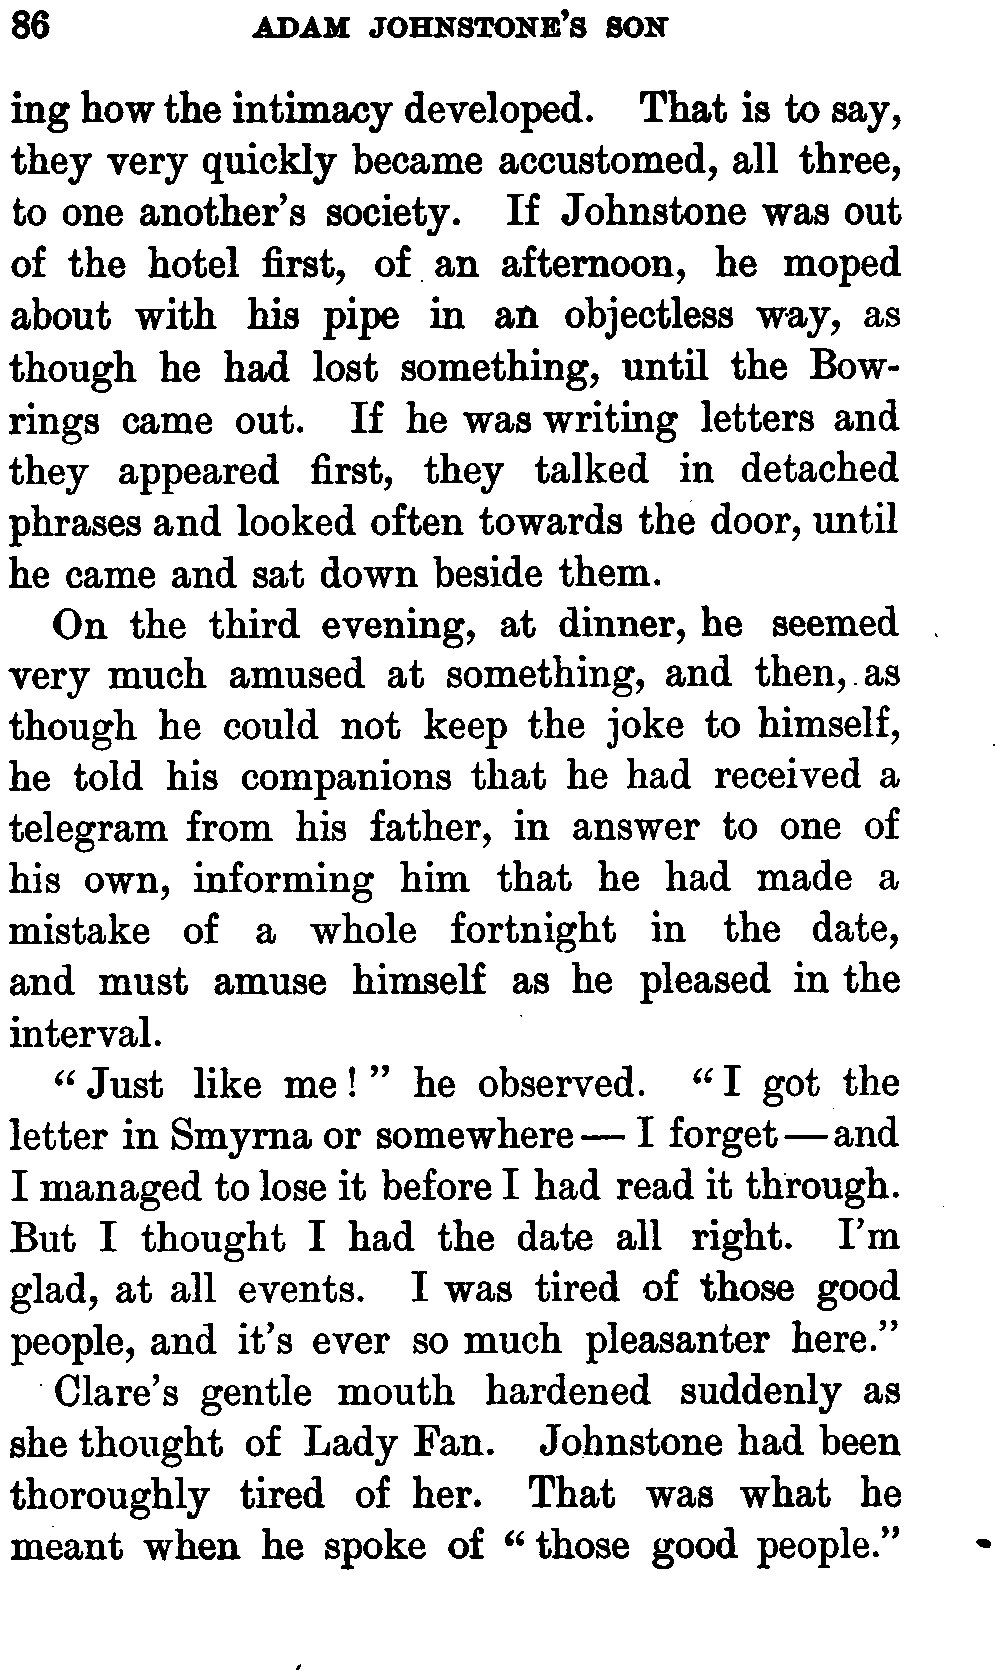 86 ADAM JOHNSTONE'S SON
ing how the intimacy developed. That is to say,
they very quickly became accustomed, all three,
to one another's society. If Johnstone was out
of the hotel first, of an afternoon, he moped
about with his pipe in an objectless way, as
though he had lost something, until the Bow-
rings came out. If he was writing letters and
they appeared first, they talked in detached
phrases and looked often towards the door, until
he came and sat down beside them.
On the third evening, at dinner, he seemed
very much amused at something, and then, as
though he could not keep the joke to himself,
he told his companions that he had received a
telegram from his father, in answer to one of
his own, informing him that he had made a
mistake of a whole fortnight in the date,
and must amuse himself as he pleased in the
interval.
"Just like me!" he observed. "I got the
letter in Smyrna or somewhere — I forget — and
I managed to lose it before I had read it through.
But I thought I had the date all right. I'm
glad, at all events. I was tired of those good
people, and it's ever so much pleasanter here."
Clare's gentle mouth hardened suddenly as
she thought of Lady Fan. Johnstone had been
thoroughly tired of her. That was what he
meant when he spoke of "those good people."